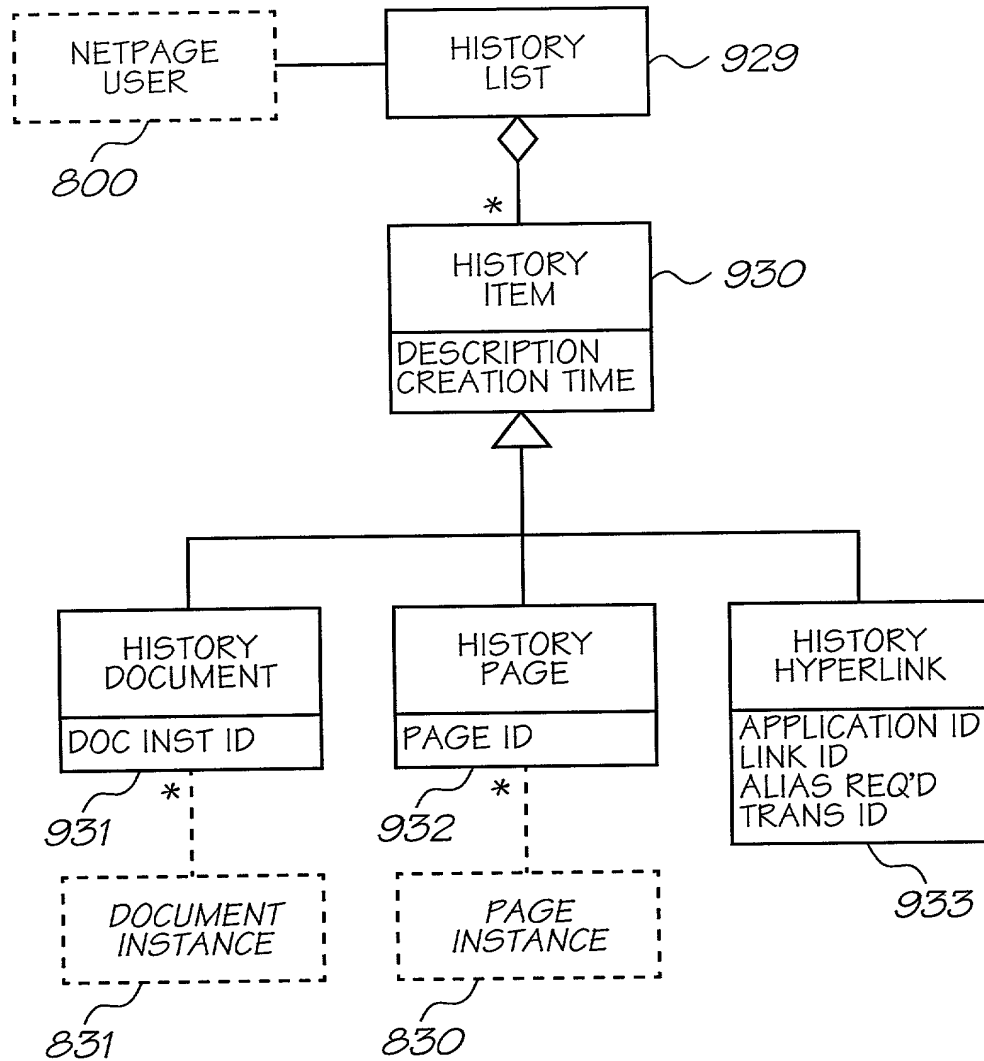 NETPAGE
USER
800
HISTORY
LIST
929
*
HISTORY
ITEM
930
DESCRIPTION
CREATION TIME
HISTORY
DOCUMENT
DOC INST ID
931
*
HISTORY
PAGE
PAGE ID
932
*
HISTORY
HYPERLINK
APPLICATION ID
LINK ID
ALIAS REQ'D
TRANS ID
933
DOCUMENT
INSTANCE
831
PAGE
INSTANCE
830